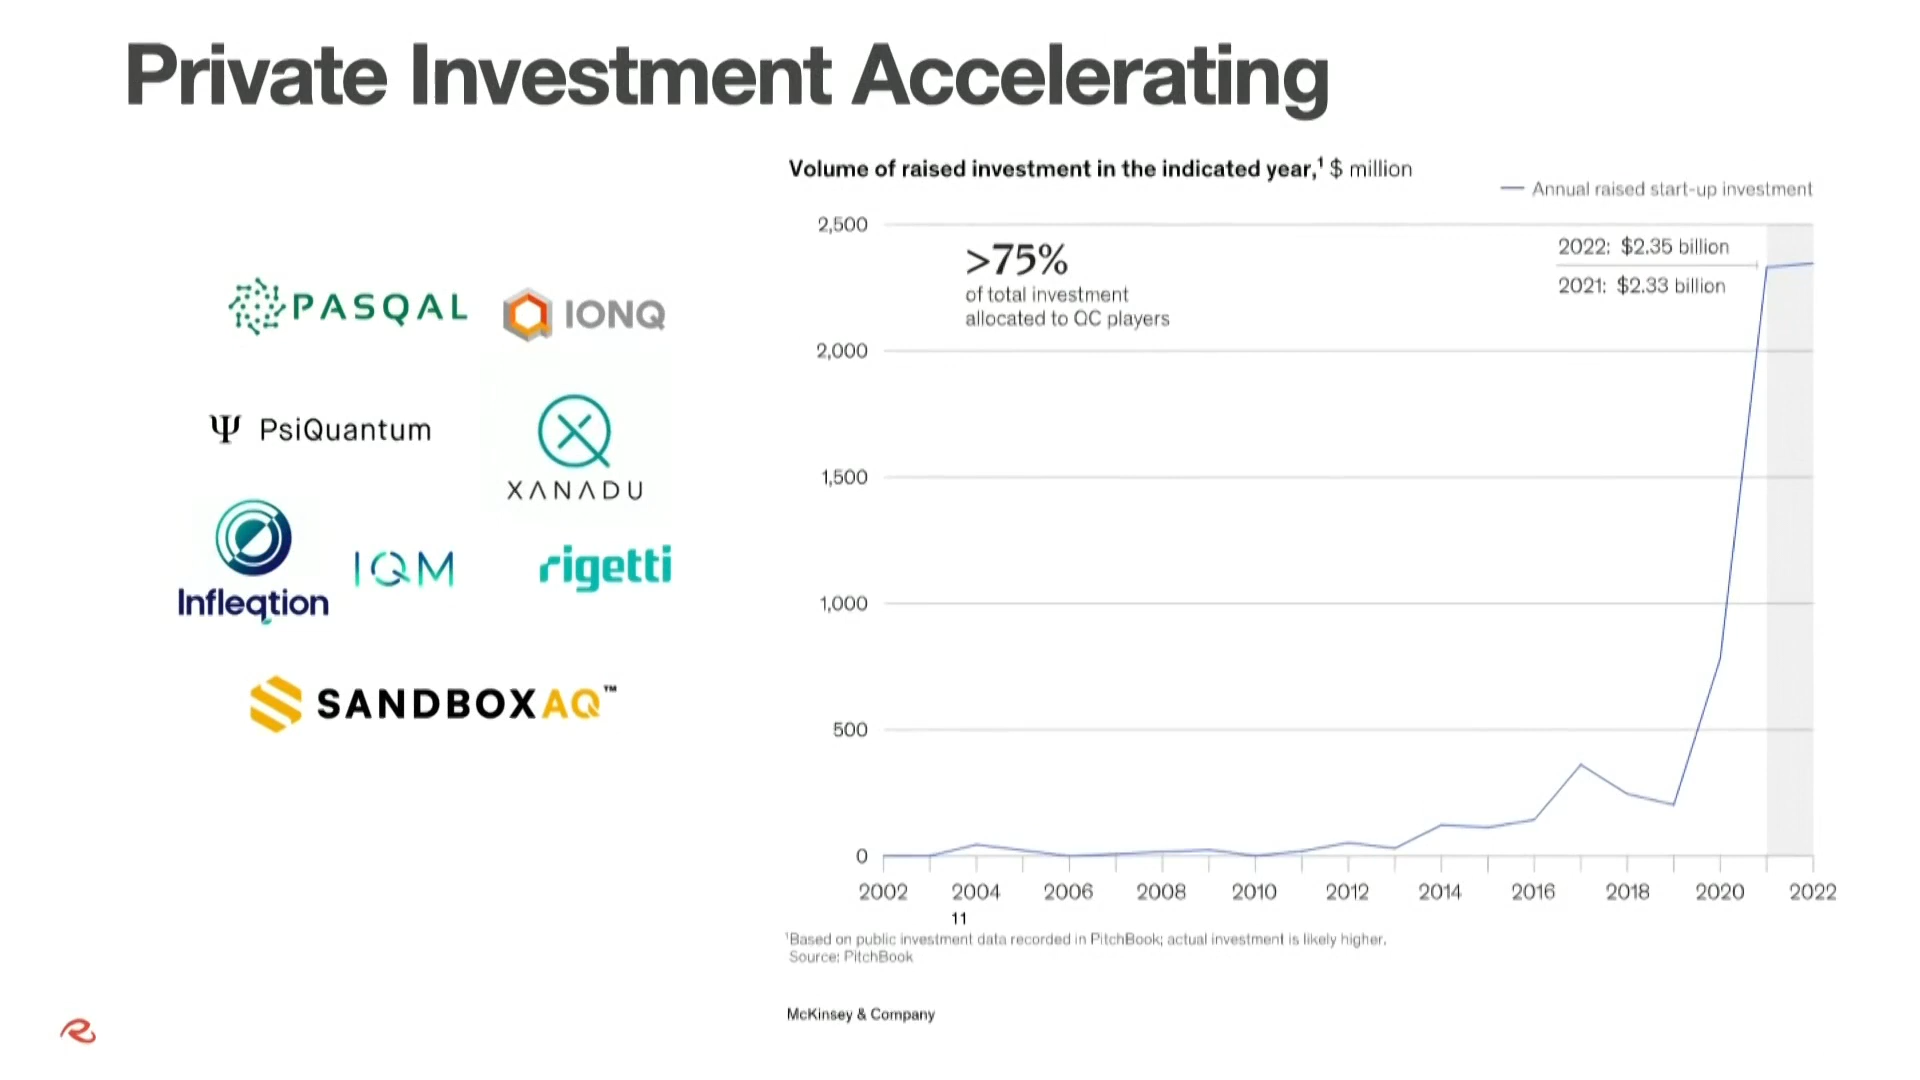 Private Investment Accelerating
PASQAL
IONQ
Ψ PsiQuantum
XANADU
Infleqtion
IQM
rigetti
SANDBOXAQ™
Volume of raised investment in the indicated year,¹ $ million
Annual raised start-up investment
2,500
2,000
1,500
1,000
500
0
>75%
of total investment
allocated to QC players
2022: $2.35 billion
2021: $2.33 billion
2002 2004 2006 2008 2010 2012 2014 2016 2018 2020 2022
11
¹Based on public investment data recorded in PitchBook; actual investment is likely higher.
Source: PitchBook
McKinsey & Company